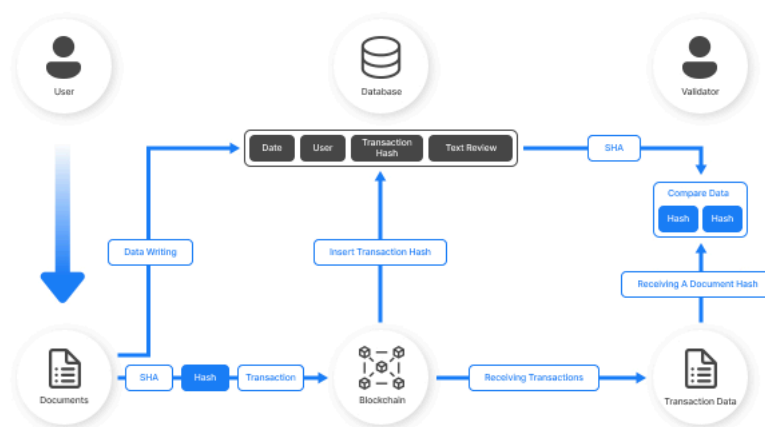 User
Database
Validator
Date
User
Transaction
Hash
Text Review
SHA
Compare Data
Hash
Hash
Data Writing
Insert Transaction Hash
Receiving A Document Hash
SHA
Hash
Transaction
Receiving Transactions
Documents
Blockchain
Transaction Data